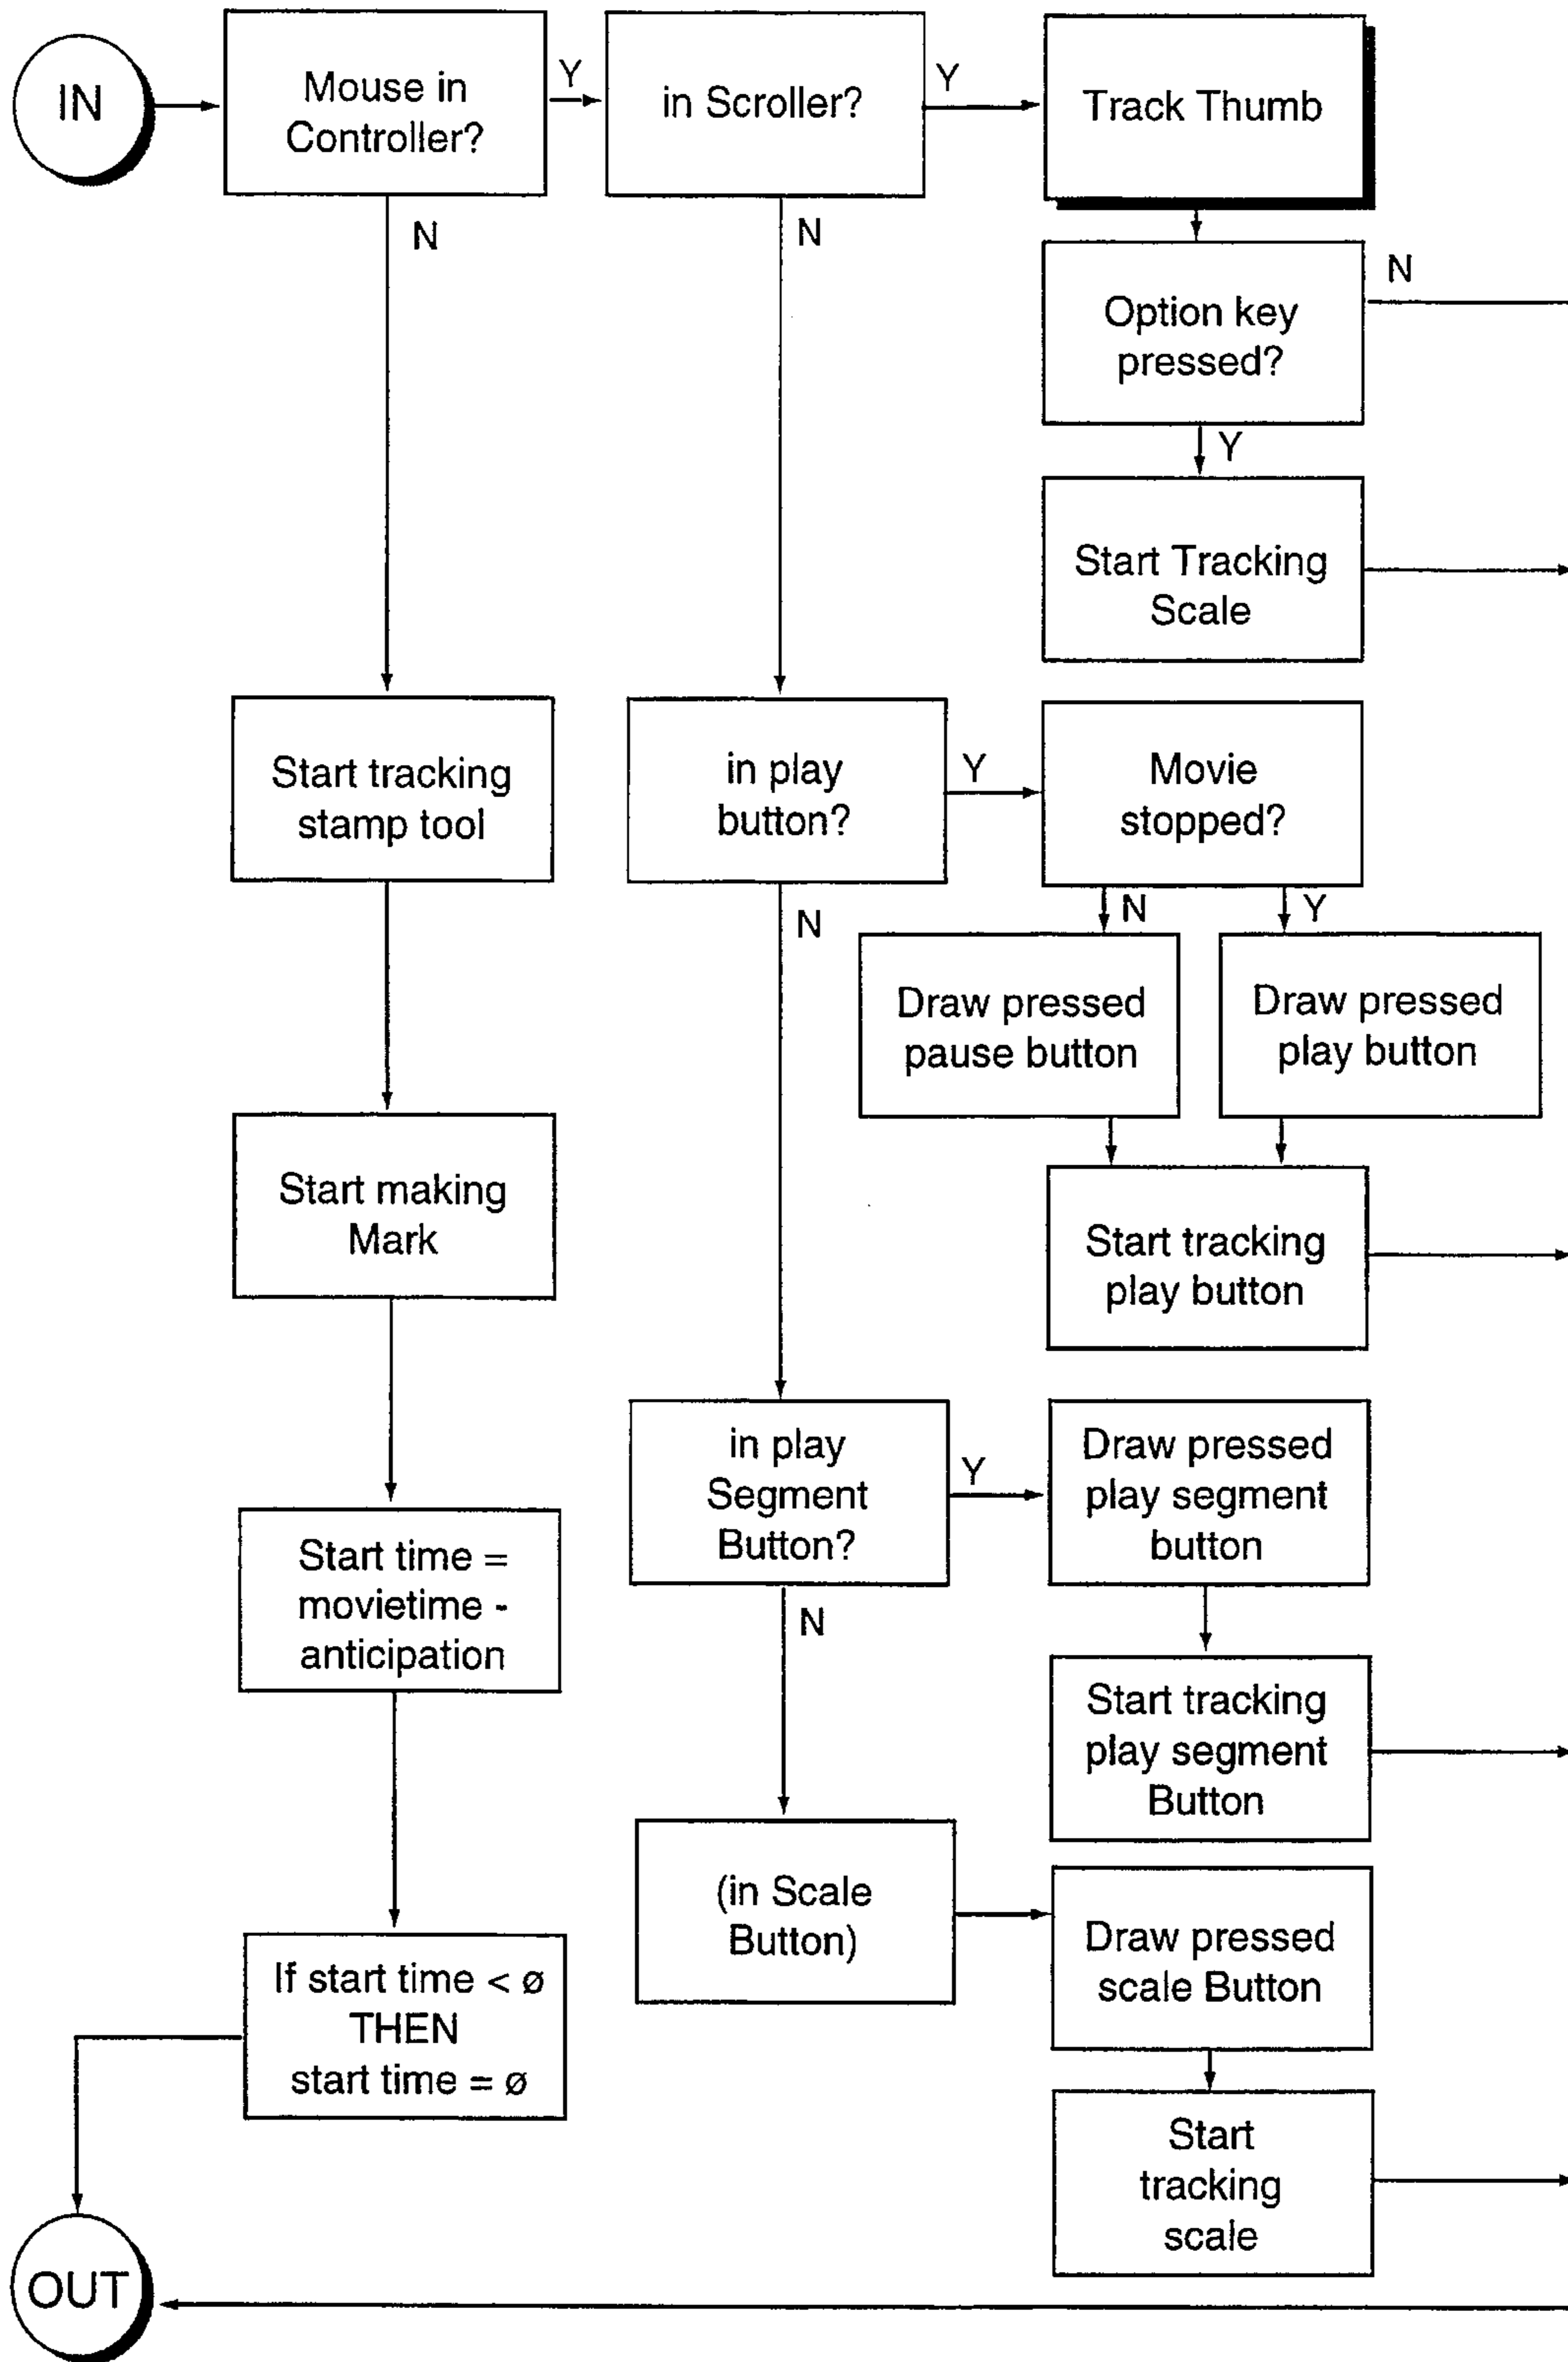 IN
Mouse in
Controller?
Y
in Scroller?
Y
Track Thumb
N
N
Option key
pressed?
N
Y
Start Tracking
Scale
Start tracking
stamp tool
in play
button?
Y
Movie
stopped?
N
N
Y
Draw pressed
pause button
Draw pressed
play button
Start making
Mark
Start tracking
play button
in play
Segment
Button?
Y
Draw pressed
play segment
button
Start time =
movietime -
anticipation
N
Start tracking
play segment
Button
(in Scale
Button)
Draw pressed
scale Button
If start time < ø
THEN
start time = ø
Start
tracking
scale
OUT